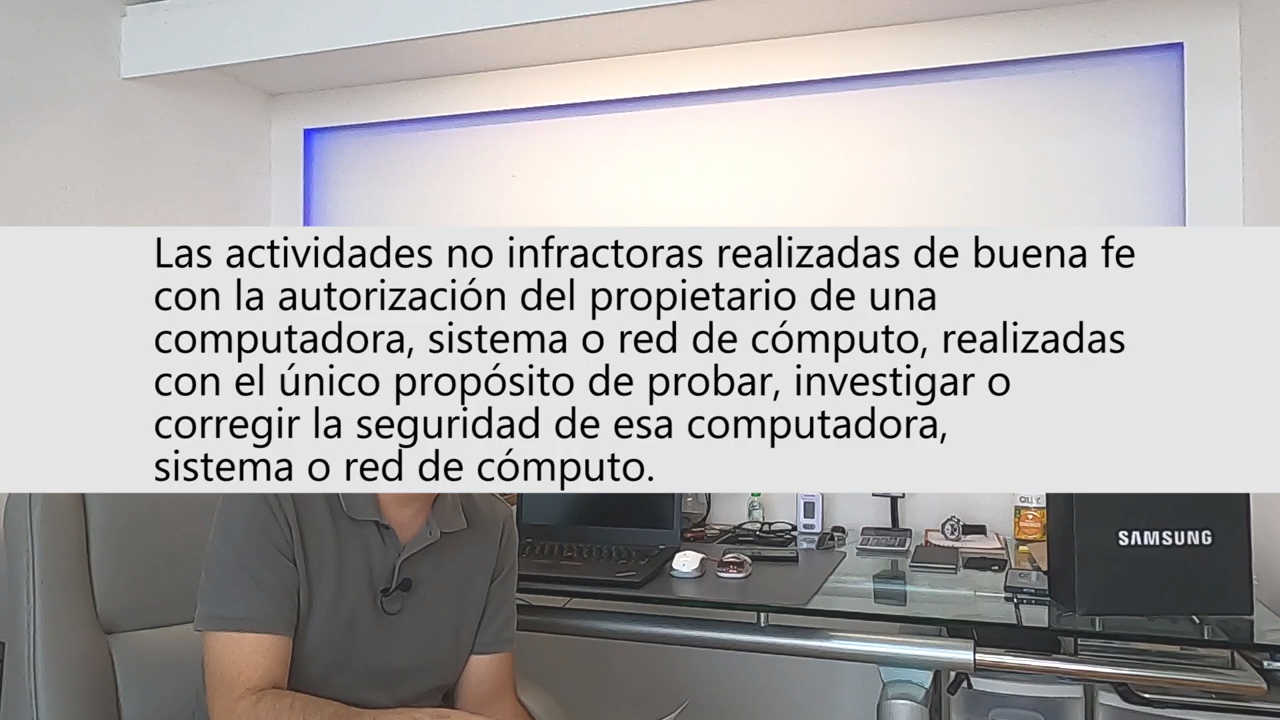 Las actividades no infractoras realizadas de buena fe
con la autorización del propietario de una
computadora, sistema o red de cómputo, realizadas
con el único propósito de probar, investigar o
corregir la seguridad de esa computadora,
sistema o red de cómputo.
SAMSUNG